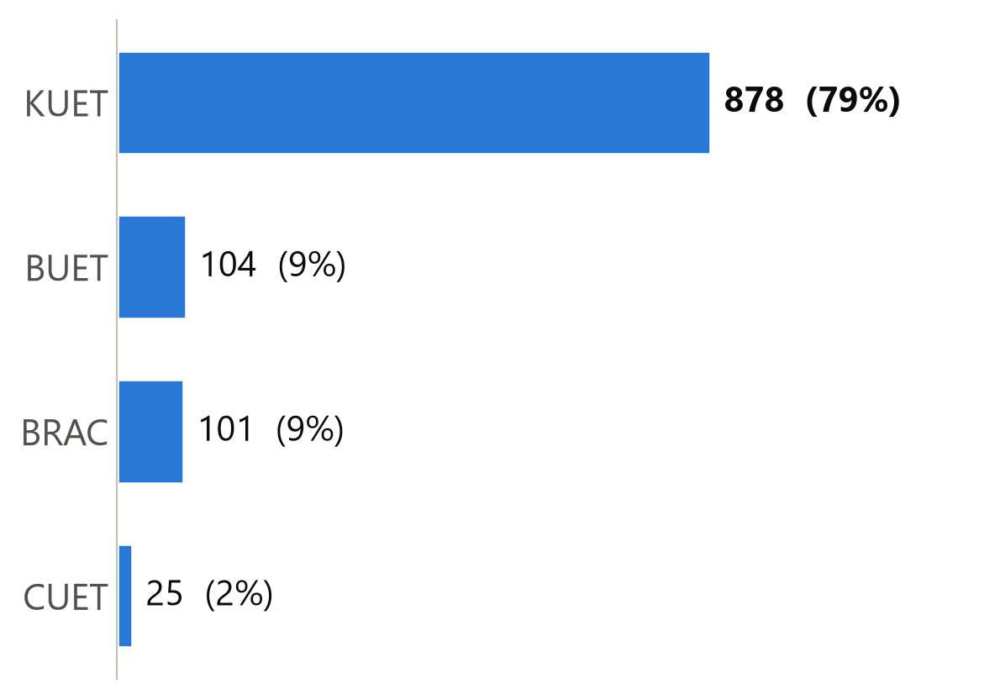 KUET 878 (79%)
BUET 104 (9%)
BRAC 101 (9%)
CUET 25 (2%)